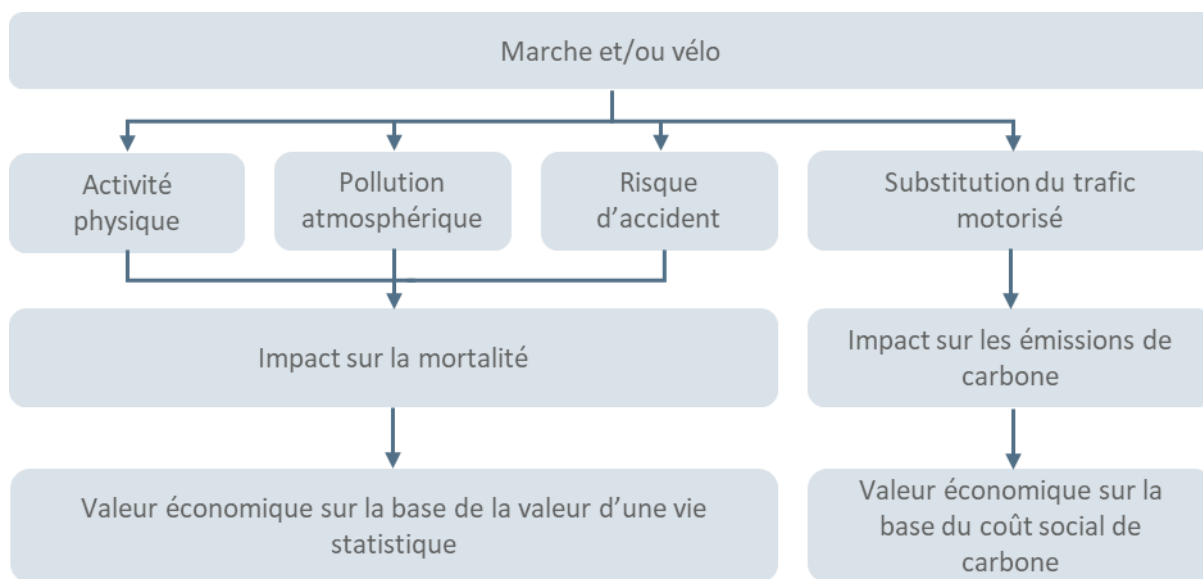 Marche et/ou vélo
Activité
physique
Pollution
atmosphérique
Risque
d’accident
Substitution du trafic
motorisé
Impact sur la mortalité
Impact sur les émissions de
carbone
Valeur économique sur la base de la valeur d’une vie
statistique
Valeur économique sur la
base du coût social de
carbone